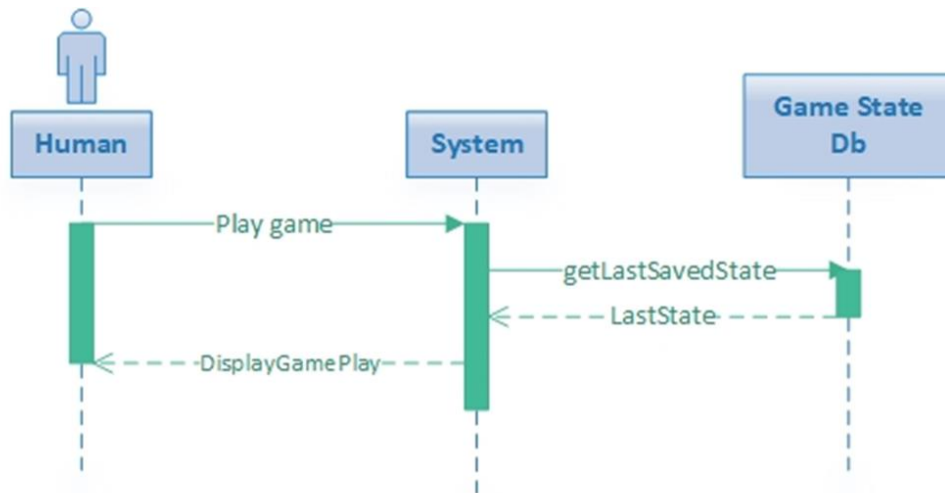 Human
System
Game State
Db
Play game
getLastSavedState
LastState
DisplayGamePlay